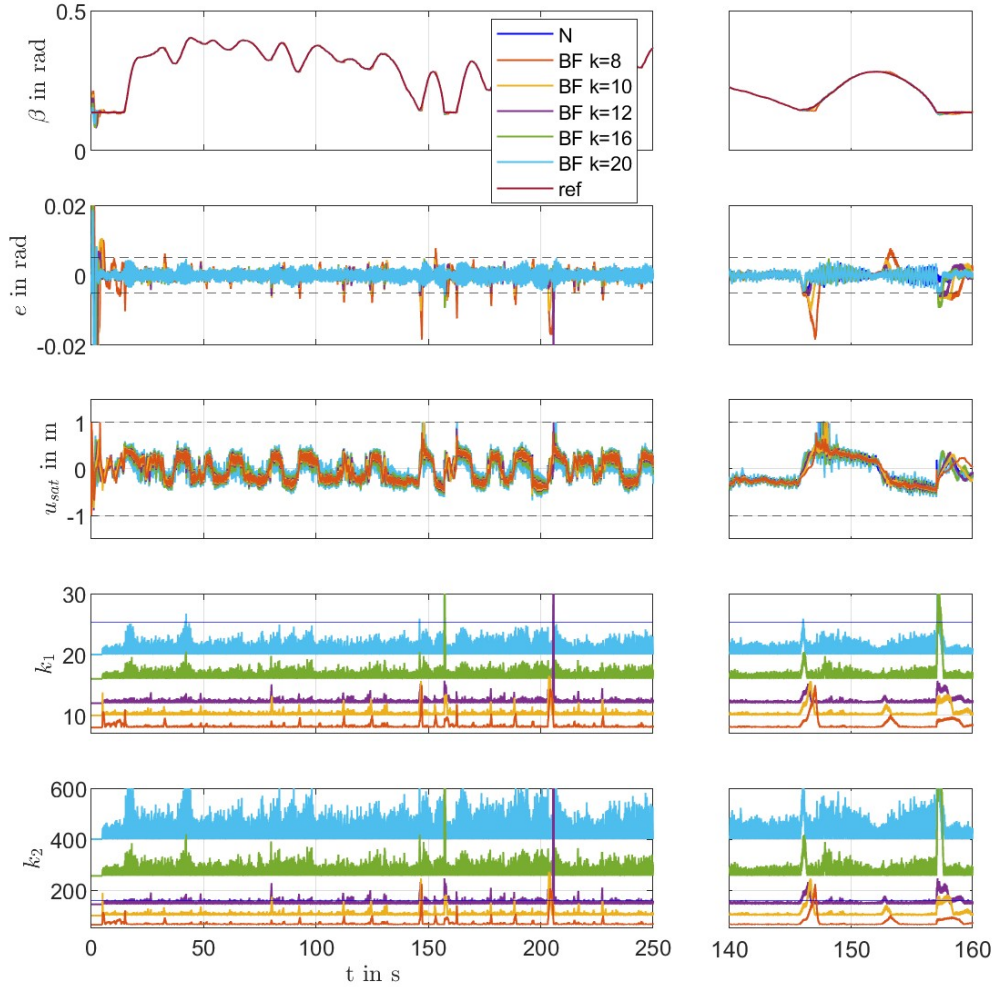 0.5
β in rad
0
N
BF k=8
BF k=10
BF k=12
BF k=16
BF k=20
ref
0.02
e in rad
0
-0.02
1
u_sat in m
0
-1
30
k_1
20
10
600
k_2
400
200
0 50 100 150 200 250
t in s
140 150 160